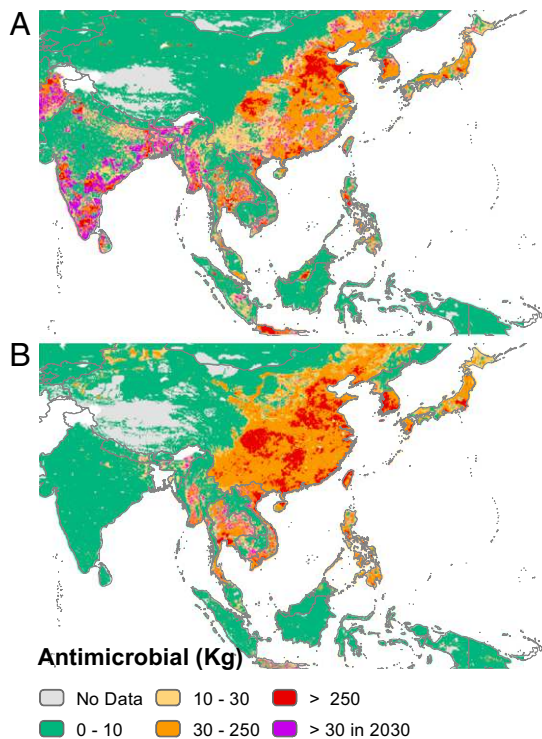 A
B
Antimicrobial (Kg)
No Data 10 - 30 > 250
0 - 10 30 - 250 > 30 in 2030